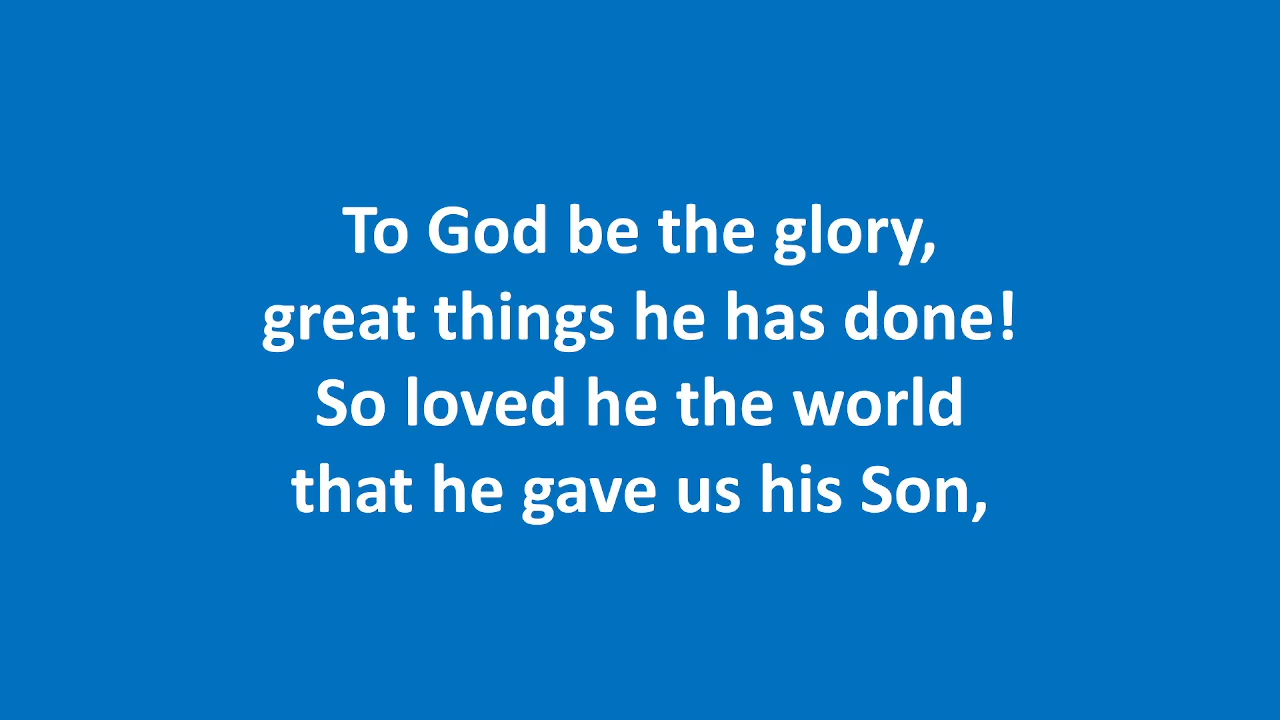 To God be the glory,
great things he has done!
So loved he the world
that he gave us his Son,